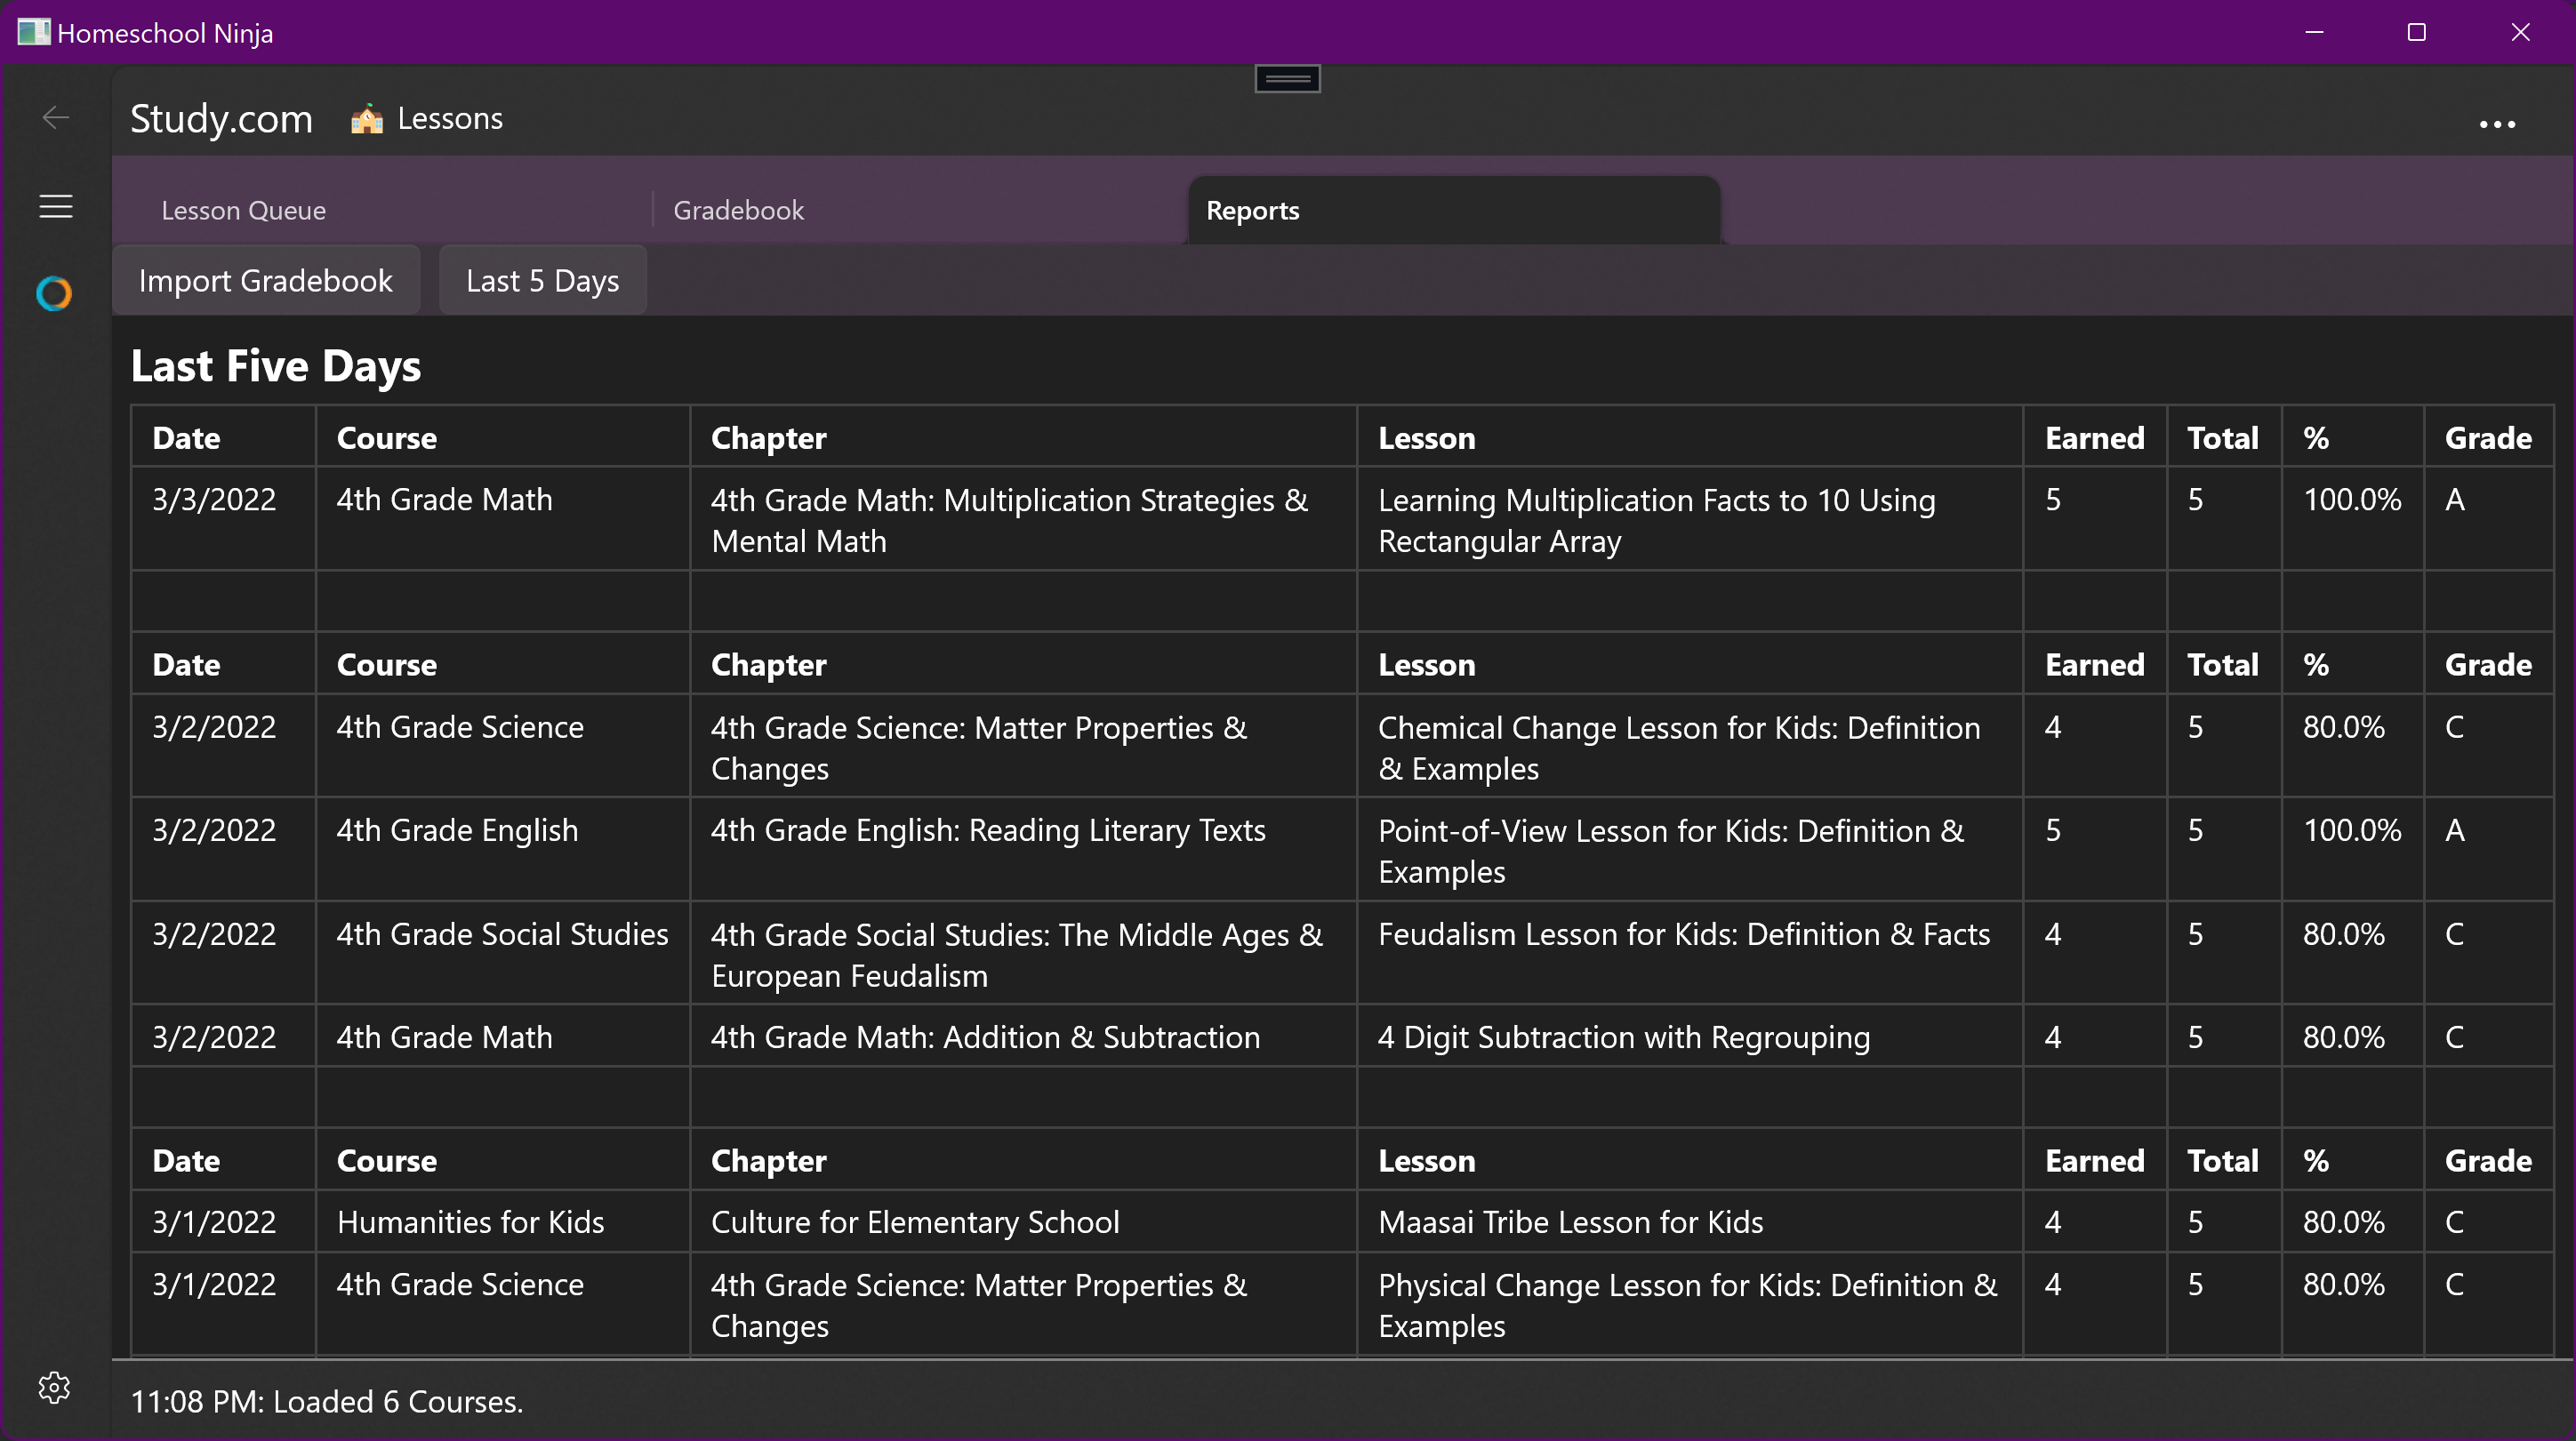 Homeschool Ninja
Study.com Lessons
Lesson Queue Gradebook Reports
Import Gradebook Last 5 Days
Last Five Days
Date Course Chapter Lesson Earned Total % Grade
3/3/2022 4th Grade Math 4th Grade Math: Multiplication Strategies & Learning Multiplication Facts to 10 Using 5 5 100.0% A
Mental Math Rectangular Array
Date Course Chapter Lesson Earned Total % Grade
3/2/2022 4th Grade Science 4th Grade Science: Matter Properties & Chemical Change Lesson for Kids: Definition 4 5 80.0% C
Changes & Examples
3/2/2022 4th Grade English 4th Grade English: Reading Literary Texts Point-of-View Lesson for Kids: Definition & 5 5 100.0% A
Examples
3/2/2022 4th Grade Social Studies 4th Grade Social Studies: The Middle Ages & Feudalism Lesson for Kids: Definition & Facts 4 5 80.0% C
European Feudalism
3/2/2022 4th Grade Math 4th Grade Math: Addition & Subtraction 4 Digit Subtraction with Regrouping 4 5 80.0% C
Date Course Chapter Lesson Earned Total % Grade
3/1/2022 Humanities for Kids Culture for Elementary School Maasai Tribe Lesson for Kids 4 5 80.0% C
3/1/2022 4th Grade Science 4th Grade Science: Matter Properties & Physical Change Lesson for Kids: Definition & 4 5 80.0% C
Changes Examples
11:08 PM: Loaded 6 Courses.